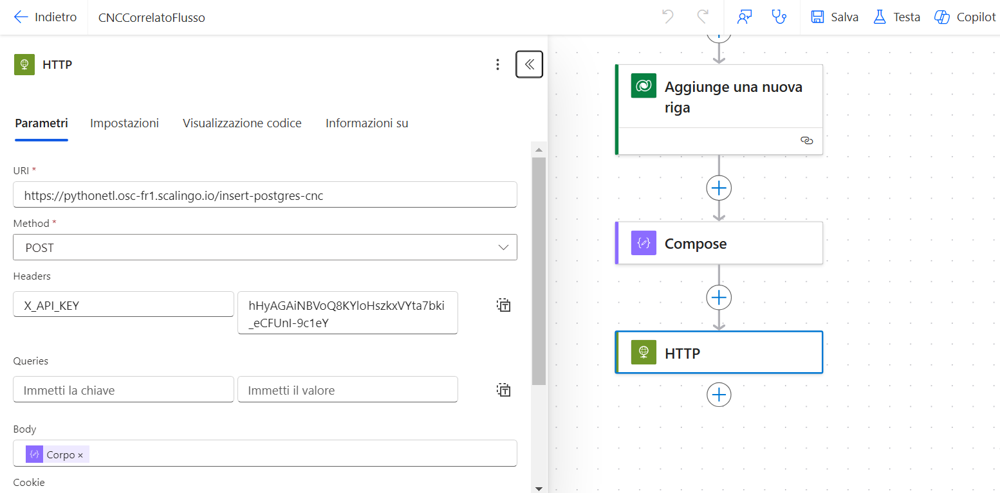 Indietro
CNCCorrelatoFlusso
Salva
Testa
Copilot
HTTP
Parametri
Impostazioni
Visualizzazione codice
Informazioni su
URI *
https://pythonetl.osc-fr1.scalingo.io/insert-postgres-cnc
Method *
POST
Headers
X_API_KEY
hHyAGAiNBVoQ8KYloHszkxVYta7bki
_eCFUnI-9c1eY
Queries
Immetti la chiave
Immetti il valore
Body
Corpo ×
Cookie
Aggiunge una nuova
riga
Compose
HTTP